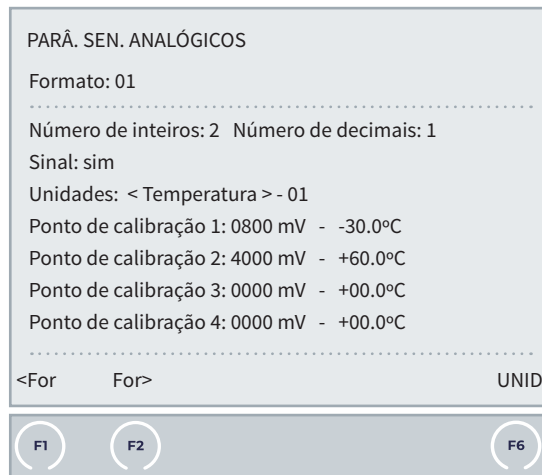 PARÂ. SEN. ANALÓGICOS
Formato: 01
Número de inteiros: 2 Número de decimais: 1
Sinal: sim
Unidades: < Temperatura > - 01
Ponto de calibração 1: 0800 mV - -30.0ºC
Ponto de calibração 2: 4000 mV - +60.0ºC
Ponto de calibração 3: 0000 mV - +00.0ºC
Ponto de calibração 4: 0000 mV - +00.0ºC
<For For> UNID
F1 F2 F6